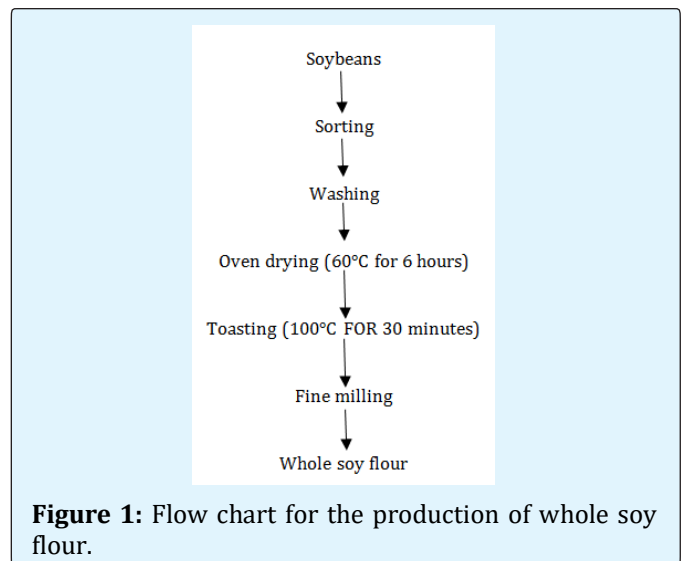 Soybeans
Sorting
Washing
Oven drying (60°C for 6 hours)
Toasting (100°C FOR 30 minutes)
Fine milling
Whole soy flour
Figure 1: Flow chart for the production of whole soy
flour.